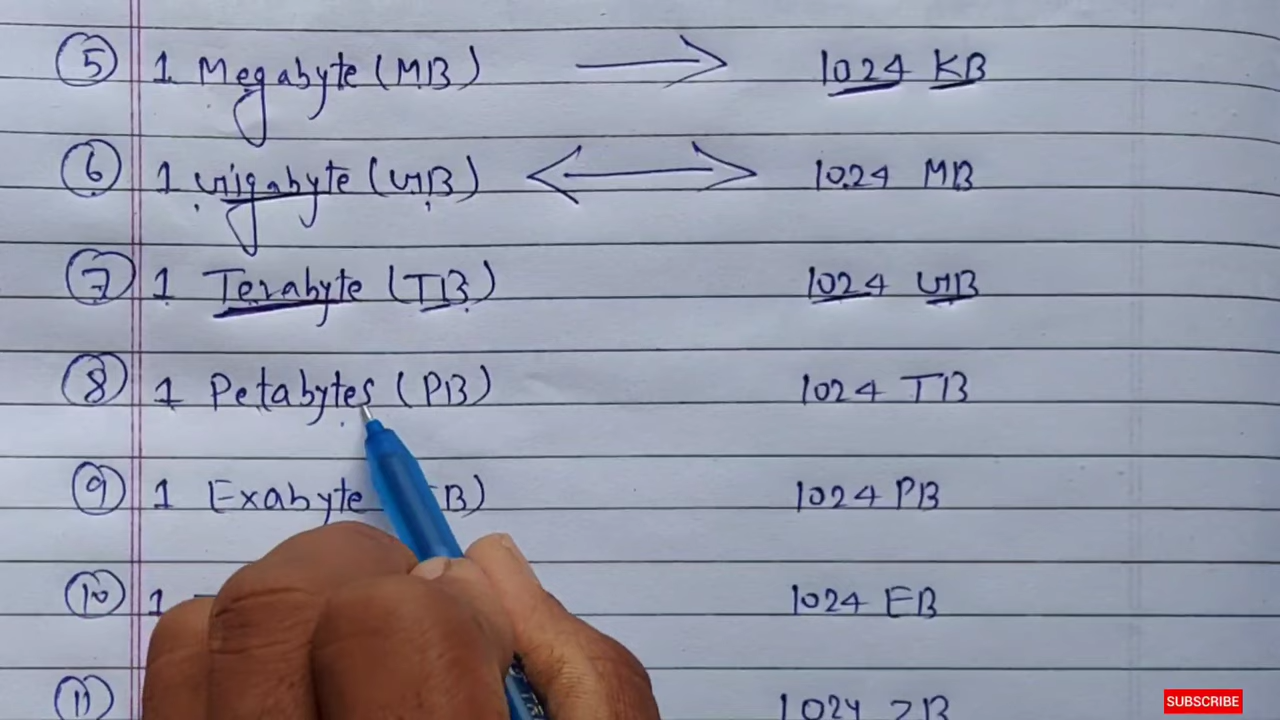 5 1 Megabyte (MB) → 1024 KB
6 1 Gigabyte (GB) ↔ 1024 MB
7 1 Terabyte (TB) 1024 GB
8 1 Petabytes (PB) 1024 TB
9 1 Exabyte B) 1024 PB
10 1 1024 EB
11 1024 ZB
SUBSCRIBE